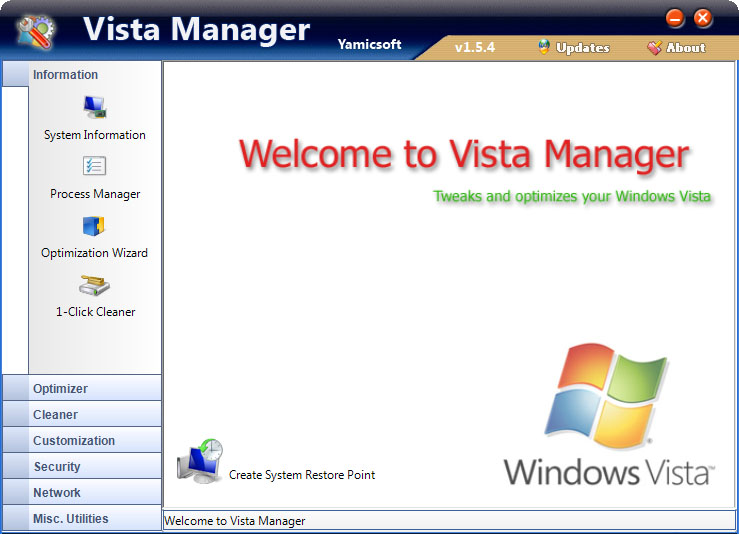 Vista Manager
Yamicsoft
v1.5.4
Updates
About
Information
System Information
Process Manager
Optimization Wizard
1-Click Cleaner
Optimizer
Cleaner
Customization
Security
Network
Misc. Utilities
Welcome to Vista Manager
Tweaks and optimizes your Windows Vista
Create System Restore Point
Windows Vista™
Welcome to Vista Manager